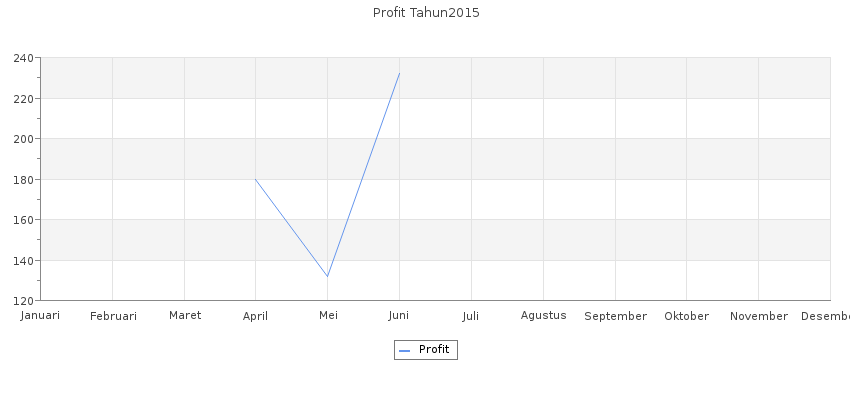 Profit Tahun2015
240
220
200
180
160
140
120
Januari Februari Maret April Mei Juni Juli Agustus September Oktober November Desemb
Profit